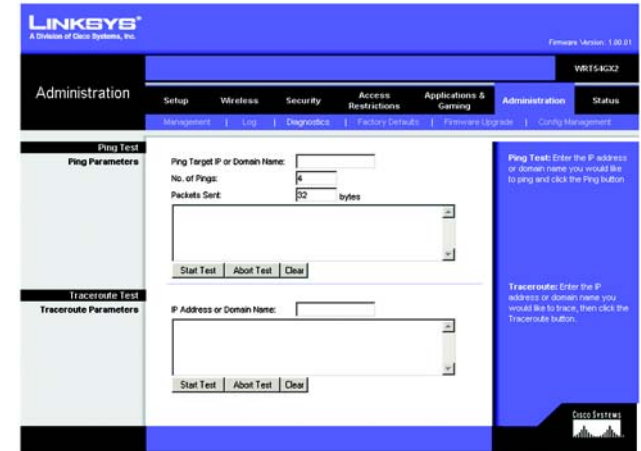 LINKSYS®
A Division of Cisco Systems, Inc.
Firmware Version: 1.00.01
WRT54GX2
Administration
Setup Wireless Security Access Restrictions Applications & Gaming Administration Status
Management | Log | Diagnostics | Factory Defaults | Firmware Upgrade | Config Management
Ping Test
Ping Parameters
Ping Target IP or Domain Name:
No. of Pings: 4
Packets Sent: 32 bytes
Start Test Abort Test Clear
Ping Test: Enter the IP address
or domain name you would like
to ping and click the Ping button
Traceroute Test
Traceroute Parameters
IP Address or Domain Name:
Start Test Abort Test Clear
Traceroute: Enter the IP
address or domain name you
would like to trace, then click the
Traceroute button.
CISCO SYSTEMS